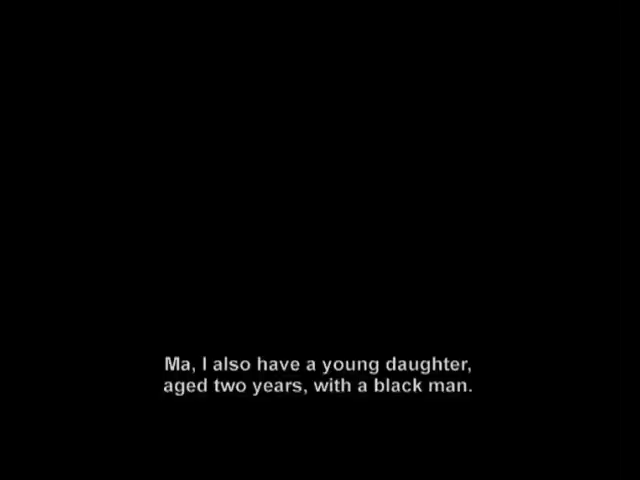 Ma, I also have a young daughter,
aged two years, with a black man.